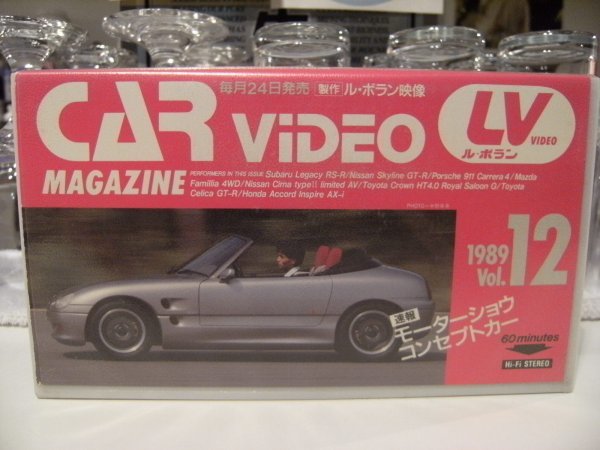 毎月24日発売 [製作]ル・ボラン映像
CAR ViDEO
MAGAZINE
LV
VIDEO
ル・ボラン
PERFORMERS IN THIS ISSUE Subaru Legacy RS-R/Nissan Skyline GT-R/Porsche 911 Carrera 4/Mazda
Famillia 4WD/Nissan Cima typeII limited AV/Toyota Crown HT4.0 Royal Saloon G/Toyota
Celica GT-R/Honda Accord Inspire AX-i
1989
Vol.12
速報
モーターショウ
コンセプトカー
60minutes
Hi-Fi STEREO